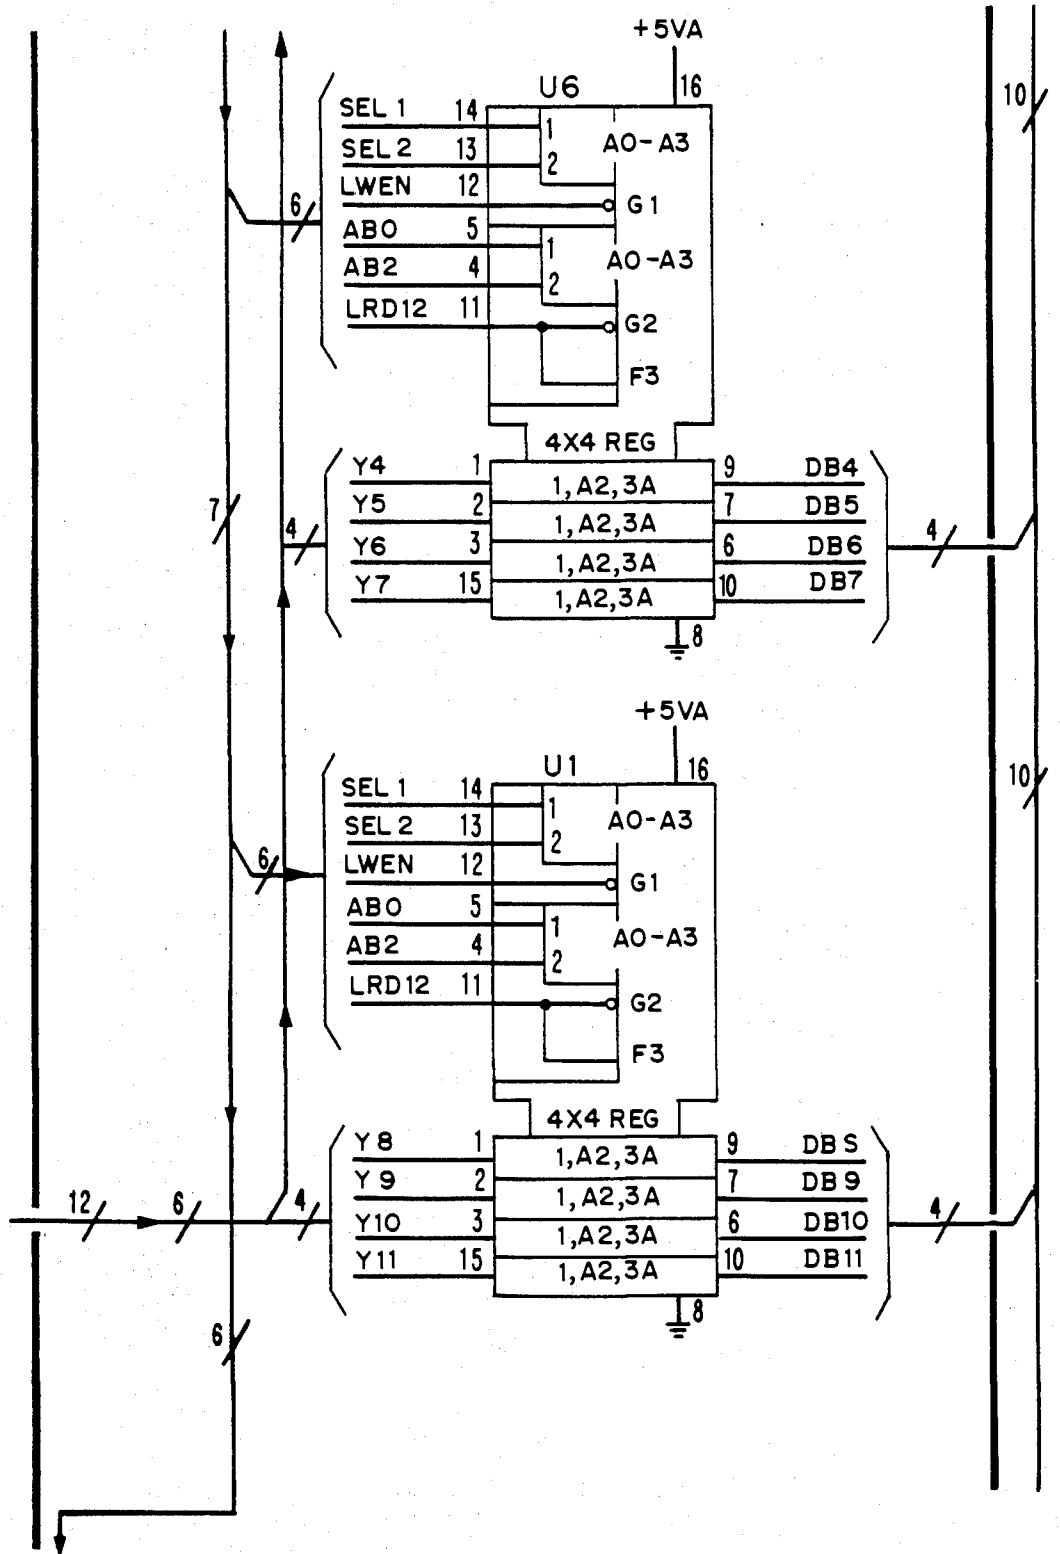 +5VA
U6 16
10
SEL 1 14 1 A0-A3
SEL 2 13 2
LWEN 12 G1
6
AB0 5 1 A0-A3
AB2 4 2
LRD12 11 G2
F3
4X4 REG
Y4 1 1,A2,3A 9 DB4
7
Y5 2 1,A2,3A 7 DB5
4 Y6 3 1,A2,3A 6 DB6 4
Y7 15 1,A2,3A 10 DB7
8
+5VA
U1 16
10
SEL 1 14 1 A0-A3
SEL 2 13 2
6 LWEN 12 G1
AB0 5 1 A0-A3
AB2 4 2
LRD12 11 G2
F3
4X4 REG
Y8 1 1,A2,3A 9 DB S
Y9 2 1,A2,3A 7 DB9
12 6 4 Y10 3 1,A2,3A 6 DB10 4
Y11 15 1,A2,3A 10 DB11
8
6